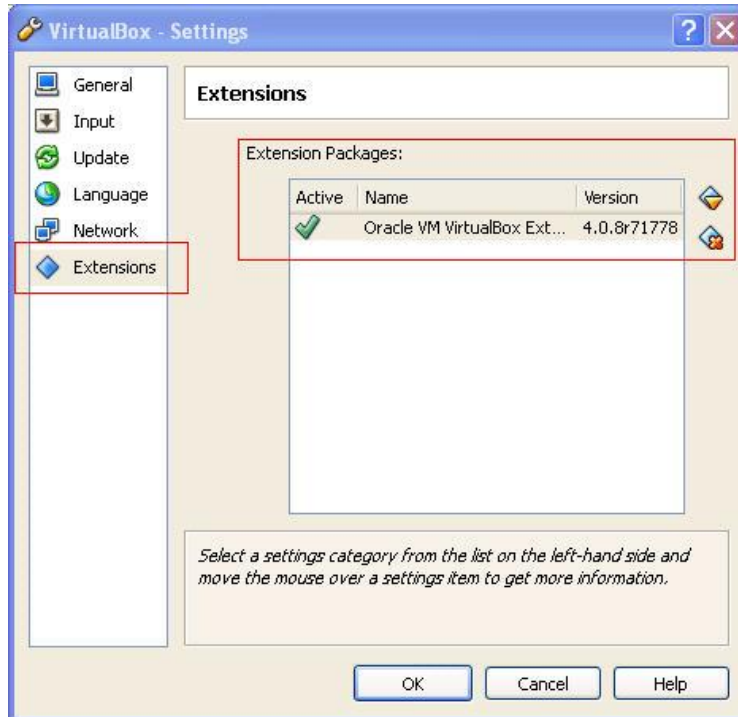 VirtualBox - Settings
General
Input
Update
Language
Network
Extensions
Extensions
Extension Packages:
Active Name Version
Oracle VM VirtualBox Ext... 4.0.8r71778
Select a settings category from the list on the left-hand side and
move the mouse over a settings item to get more information.
OK Cancel Help